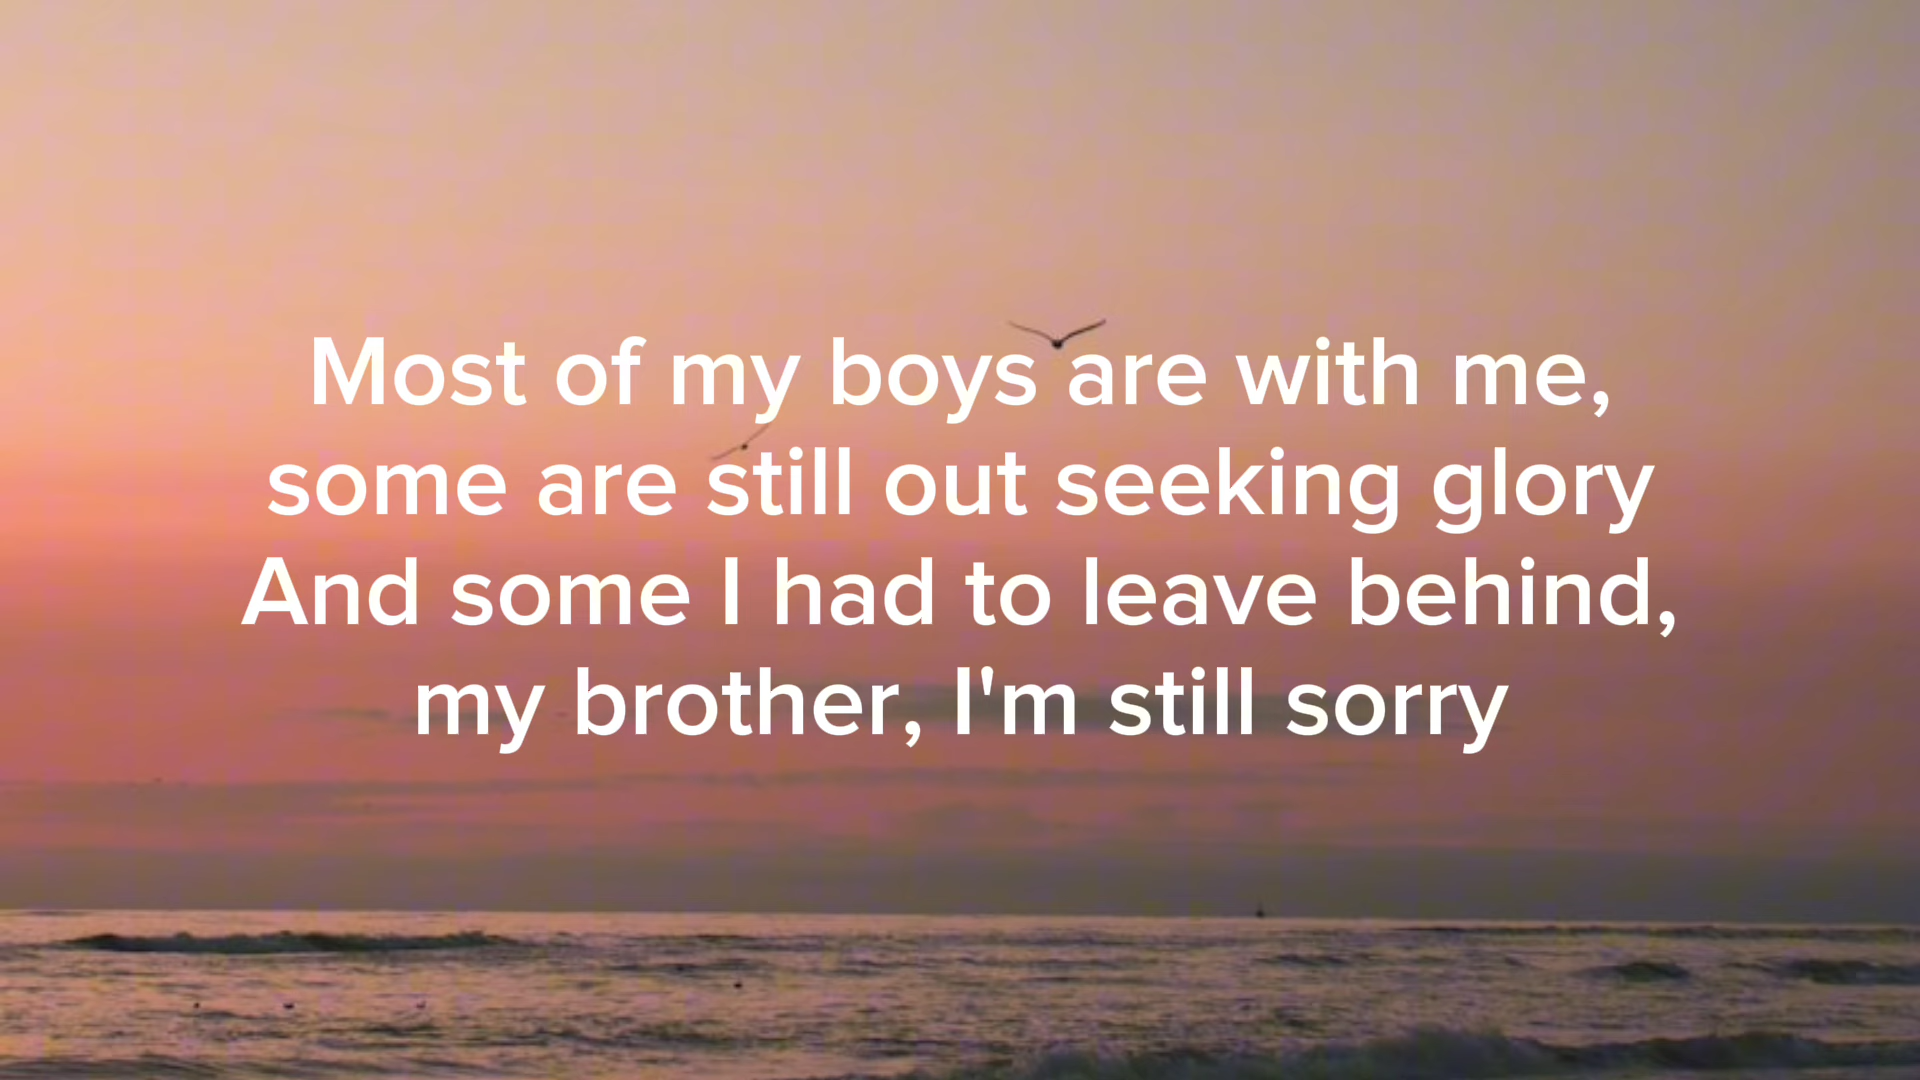 Most of my boys are with me,
some are still out seeking glory
And some I had to leave behind,
my brother, I'm still sorry